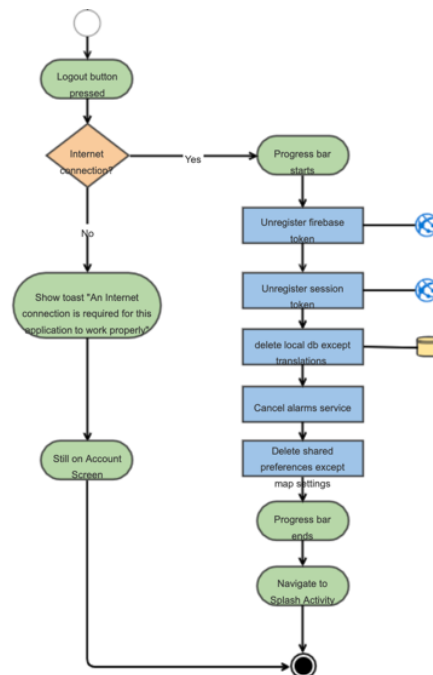 Logout button
pressed
Internet
connection?
Yes
Progress bar
starts
Unregister firebase
token
No
Unregister session
token
Show toast "An Internet
connection is required for this
application to work properly"
delete local db except
translations
Cancel alarms service
Still on Account
Screen
Delete shared
preferences except
map settings
Progress bar
ends
Navigate to
Splash Activity